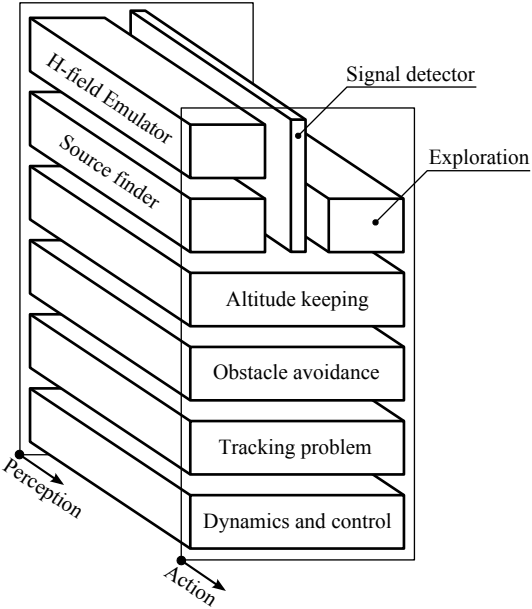 Signal detector
H-field Emulator
Exploration
Source finder
Altitude keeping
Obstacle avoidance
Tracking problem
Dynamics and control
Perception
Action